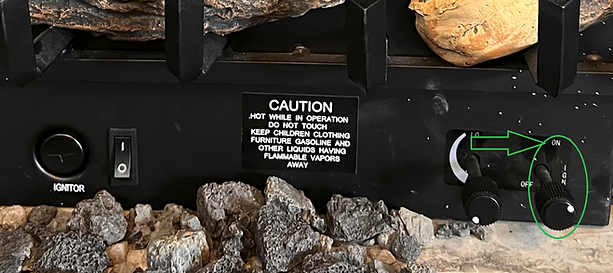 CAUTION
HOT WHILE IN OPERATION
DO NOT TOUCH
KEEP CHILDREN CLOTHING
FURNITURE GASOLINE AND
OTHER LIQUIDS HAVING
FLAMMABLE VAPORS
AWAY
IGNITOR
I
O
LO
ON
OFF
IGN